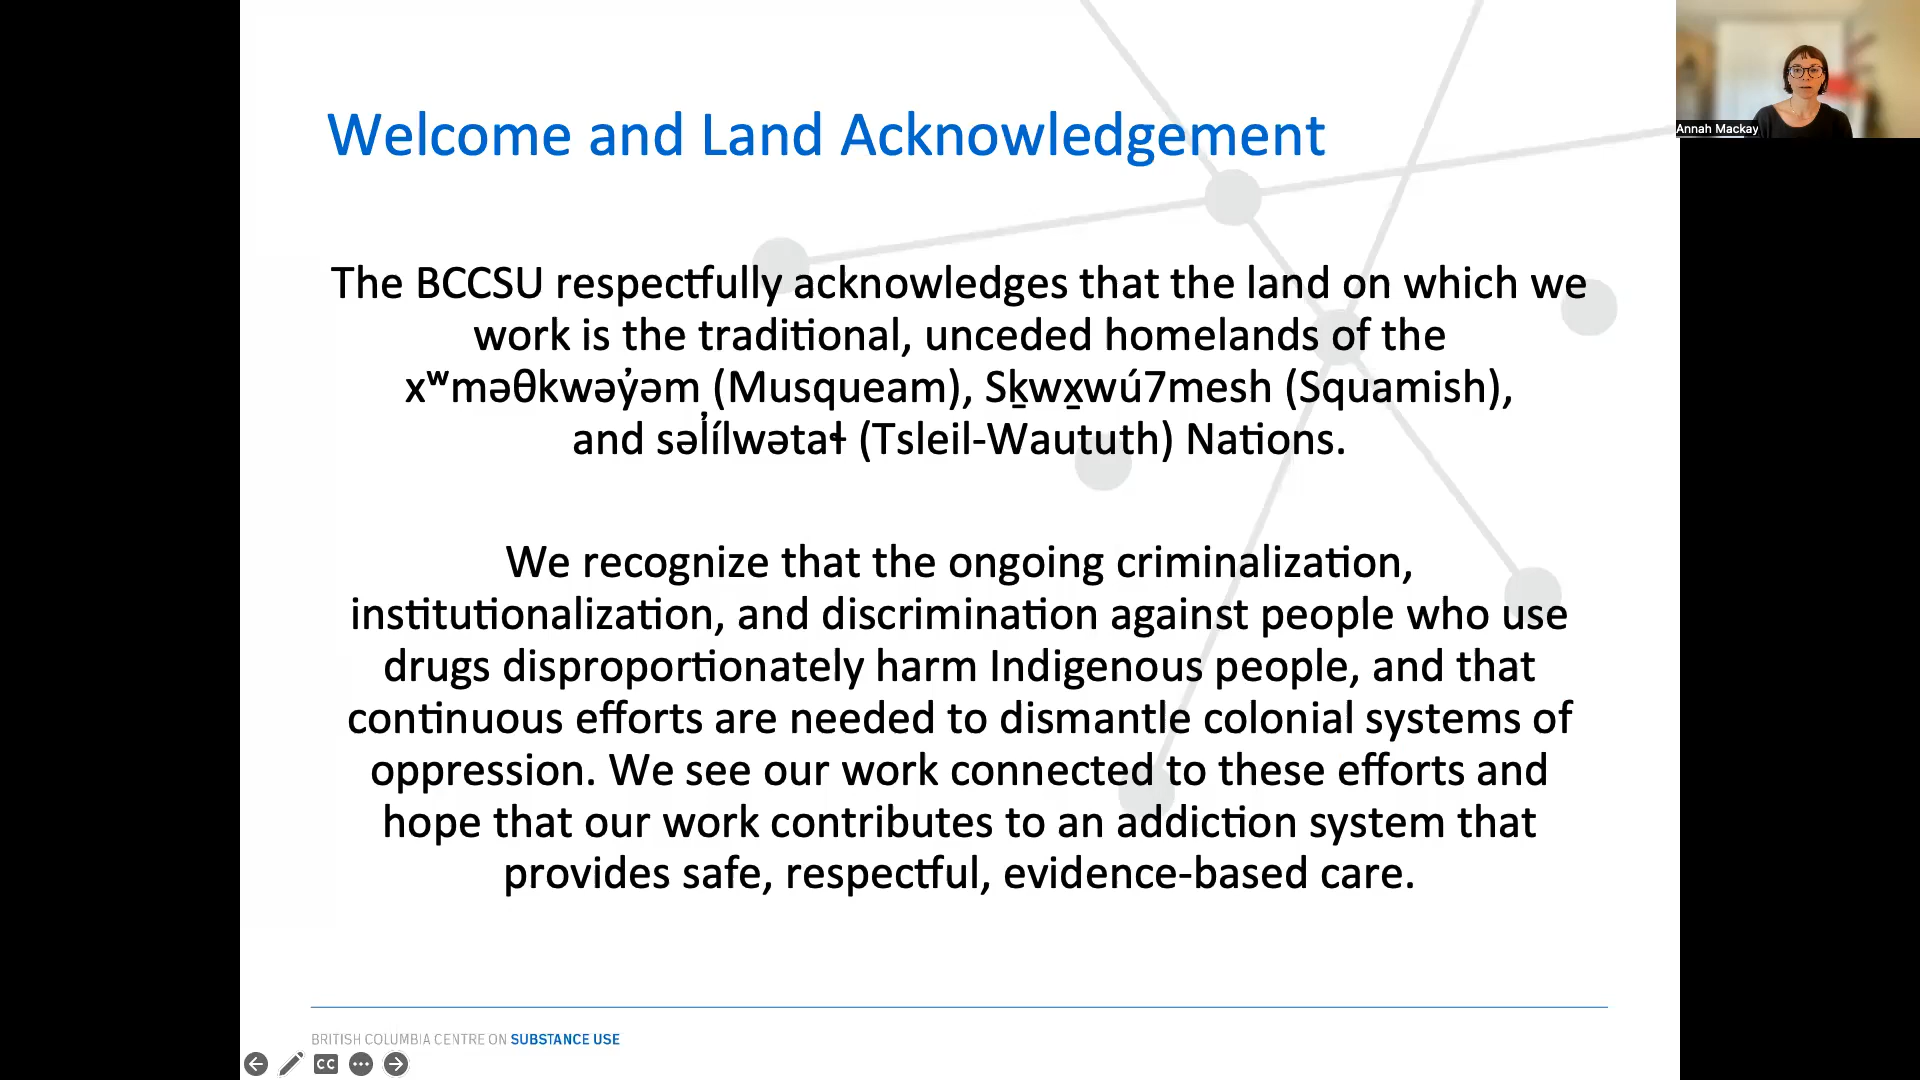 Welcome and Land Acknowledgement
Annah Mackay
The BCCSU respectfully acknowledges that the land on which we
work is the traditional, unceded homelands of the
xʷməθkwəy̓əm (Musqueam), Sḵwx̱wú7mesh (Squamish),
and səl̓ílwətaɬ (Tsleil-Waututh) Nations.
We recognize that the ongoing criminalization,
institutionalization, and discrimination against people who use
drugs disproportionately harm Indigenous people, and that
continuous efforts are needed to dismantle colonial systems of
oppression. We see our work connected to these efforts and
hope that our work contributes to an addiction system that
provides safe, respectful, evidence-based care.
BRITISH COLUMBIA CENTRE ON SUBSTANCE USE
CC